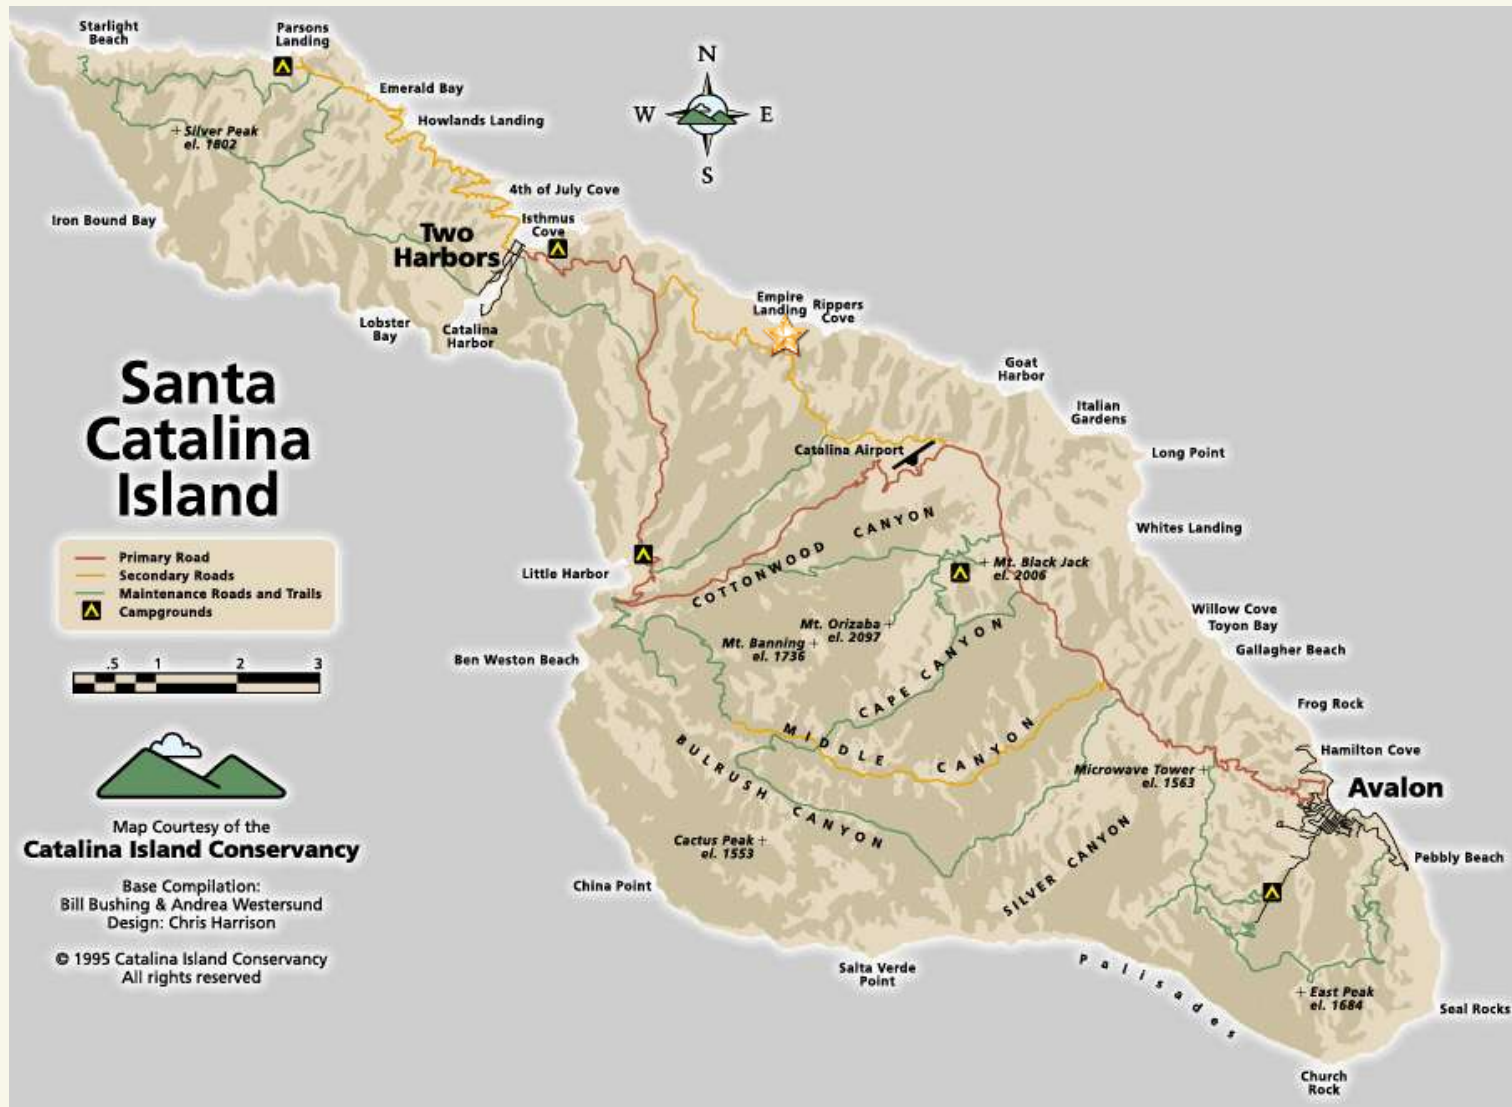 Starlight
Beach
Parsons
Landing
Emerald Bay
Howlands Landing
N
W
E
S
Silver Peak
el. 1802
4th of July Cove
Iron Bound Bay
Isthmus
Cove
Two
Harbors
Empire
Landing
Rippers
Cove
Lobster
Bay
Catalina
Harbor
Goat
Harbor
Italian
Gardens
Santa
Catalina
Island
Catalina Airport
Long Point
COTTONWOOD CANYON
Whites Landing
Primary Road
Secondary Roads
Maintenance Roads and Trails
Campgrounds
Little Harbor
Mt. Black Jack
el. 2006
Willow Cove
Toyon Bay
Mt. Orizaba
el. 2097
Mt. Banning
el. 1736
Gallagher Beach
Ben Weston Beach
.5 1 2 3
CAPE CANYON
Frog Rock
MIDDLE CANYON
Hamilton Cove
BULRUSH CANYON
Microwave Tower
el. 1563
Avalon
Map Courtesy of the
Catalina Island Conservancy
Cactus Peak
el. 1553
SILVER CANYON
Pebbly Beach
China Point
Base Compilation:
Bill Bushing & Andrea Westersund
Design: Chris Harrison
© 1995 Catalina Island Conservancy
All rights reserved
Salta Verde
Point
Palisades
East Peak
el. 1684
Seal Rocks
Church
Rock